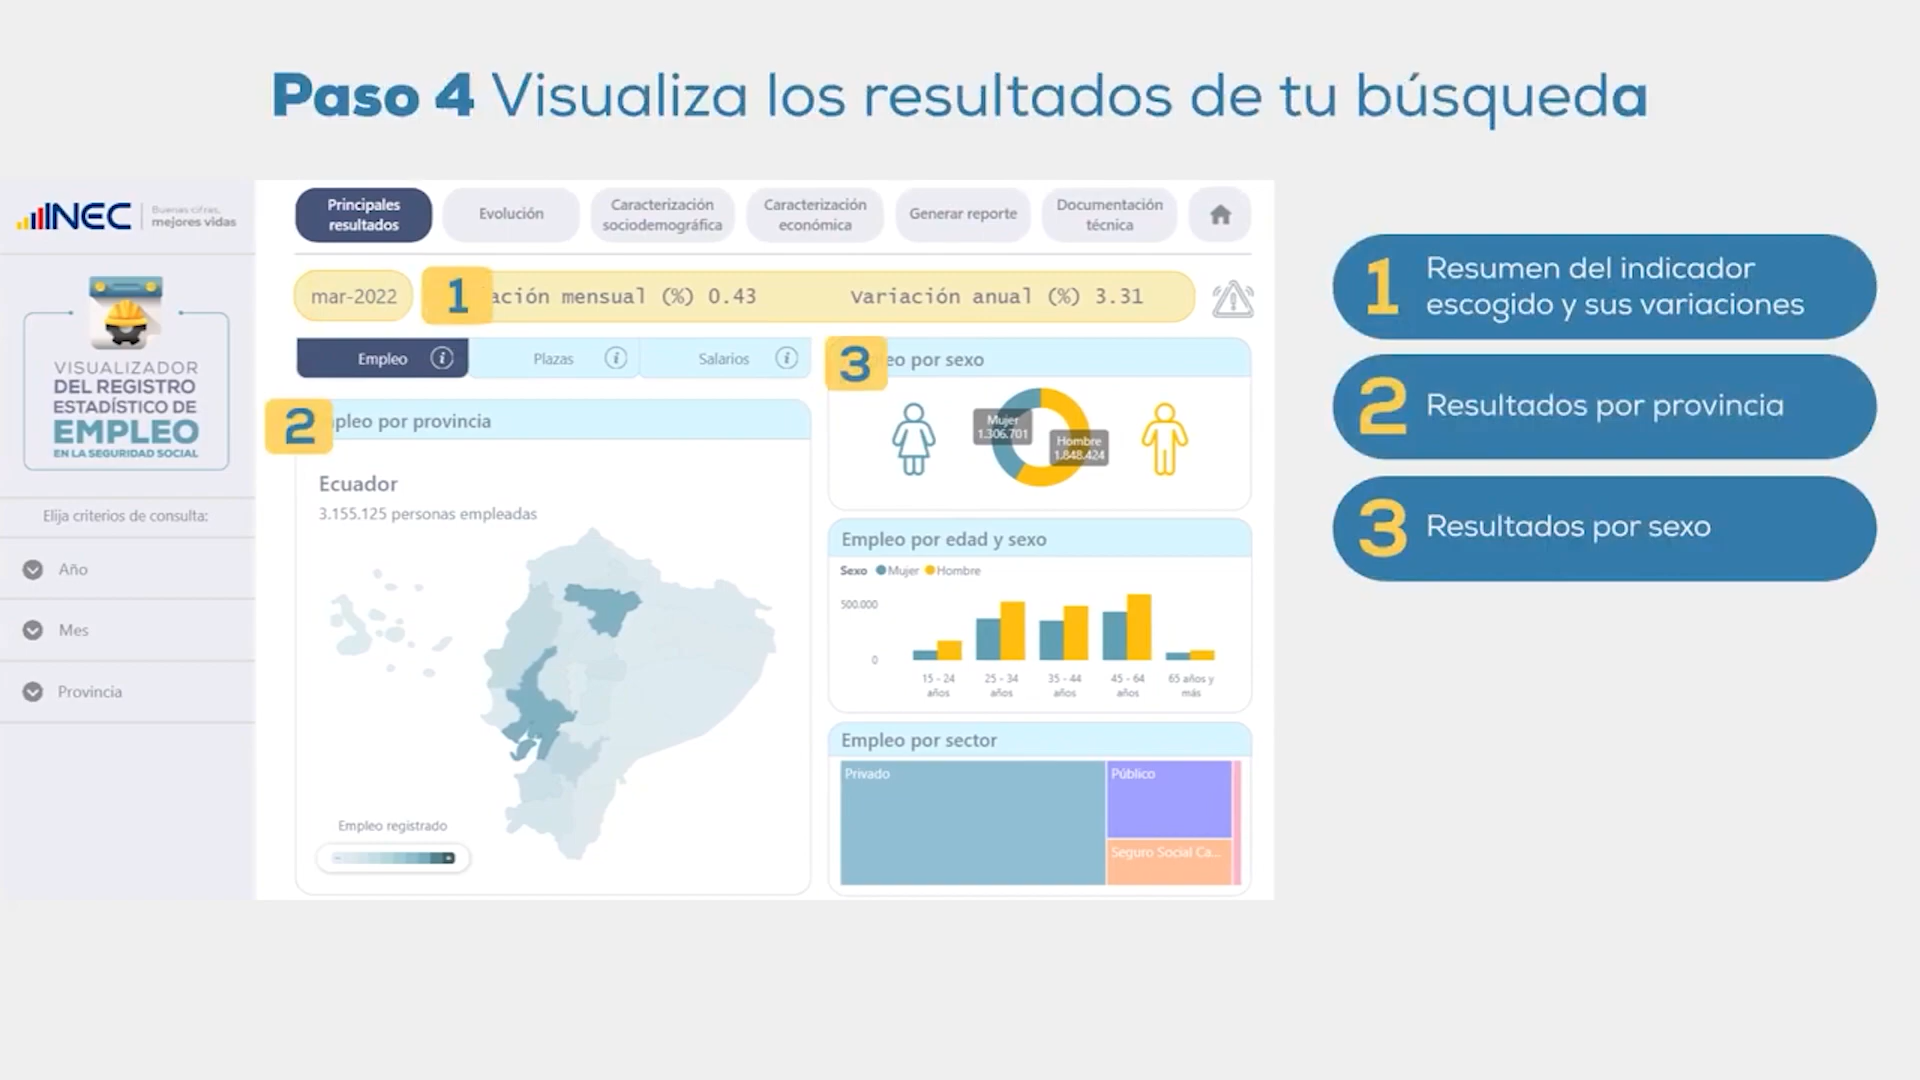 Paso 4 Visualiza los resultados de tu búsqueda
INEC
Buenas cifras,
mejores vidas
VISUALIZADOR
DEL REGISTRO
ESTADÍSTICO DE
EMPLEO
EN LA SEGURIDAD SOCIAL
Elija criterios de consulta:
Año
Mes
Provincia
Principales
resultados
Evolución
Caracterización
sociodemográfica
Caracterización
económica
Generar reporte
Documentación
técnica
mar-2022
1
ación mensual (%) 0.43
Variación anual (%) 3.31
Empleo
Plazas
Salarios
2
pleo por provincia
Ecuador
3.155.125 personas empleadas
Empleo registrado
3
eo por sexo
Mujer
1.306.701
Hombre
1.848.424
Empleo por edad y sexo
Sexo Mujer Hombre
500.000
0
15 - 24
años
25 - 34
años
35 - 44
años
45 - 64
años
65 años y
más
Empleo por sector
Privado
Público
Seguro Social Ca...
1 Resumen del indicador
escogido y sus variaciones
2 Resultados por provincia
3 Resultados por sexo